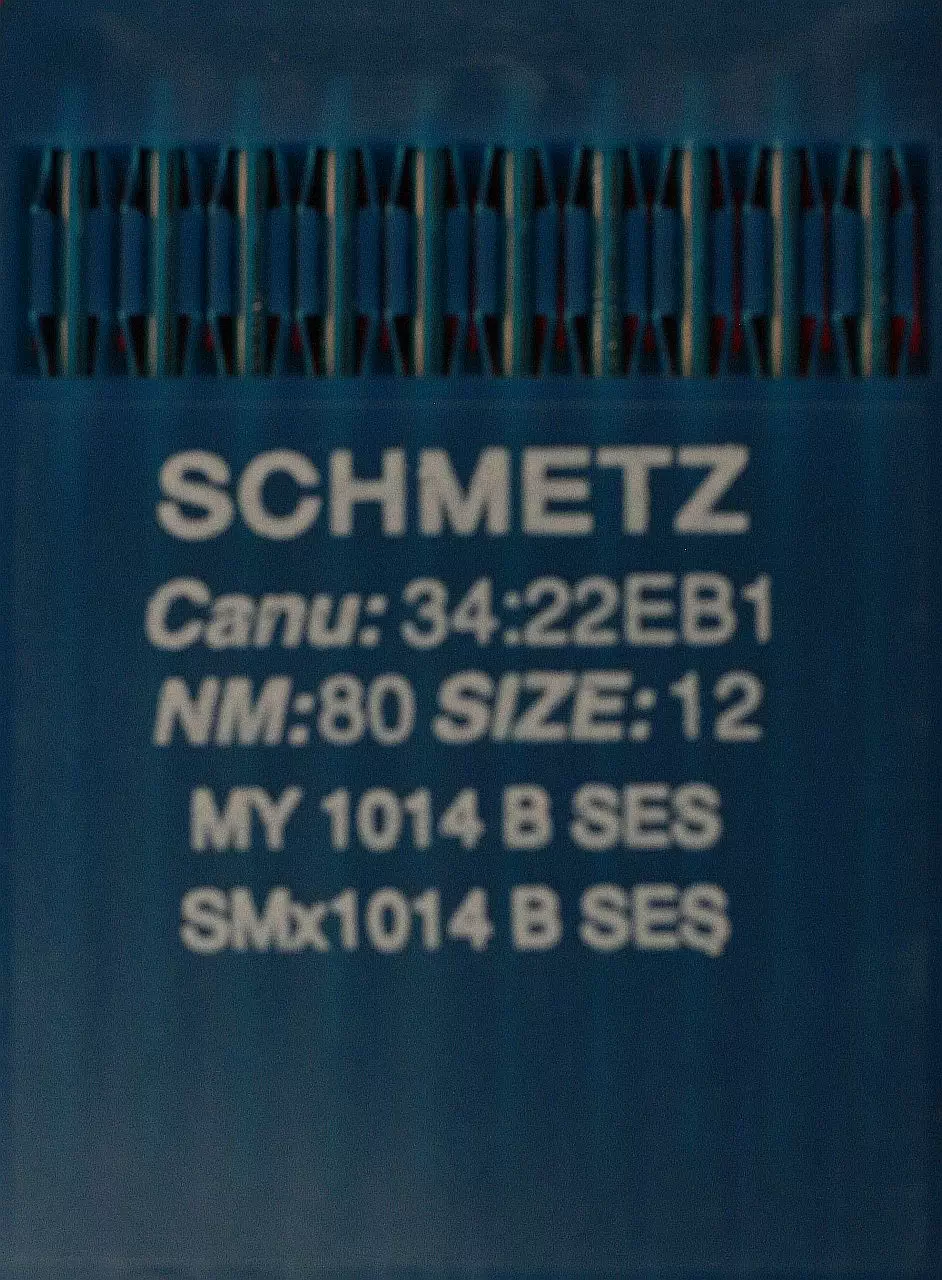 SCHMETZ
Canu: 34:22EB1
NM:80 SIZE: 12
MY 1014 B SES
SMx1014 B SES